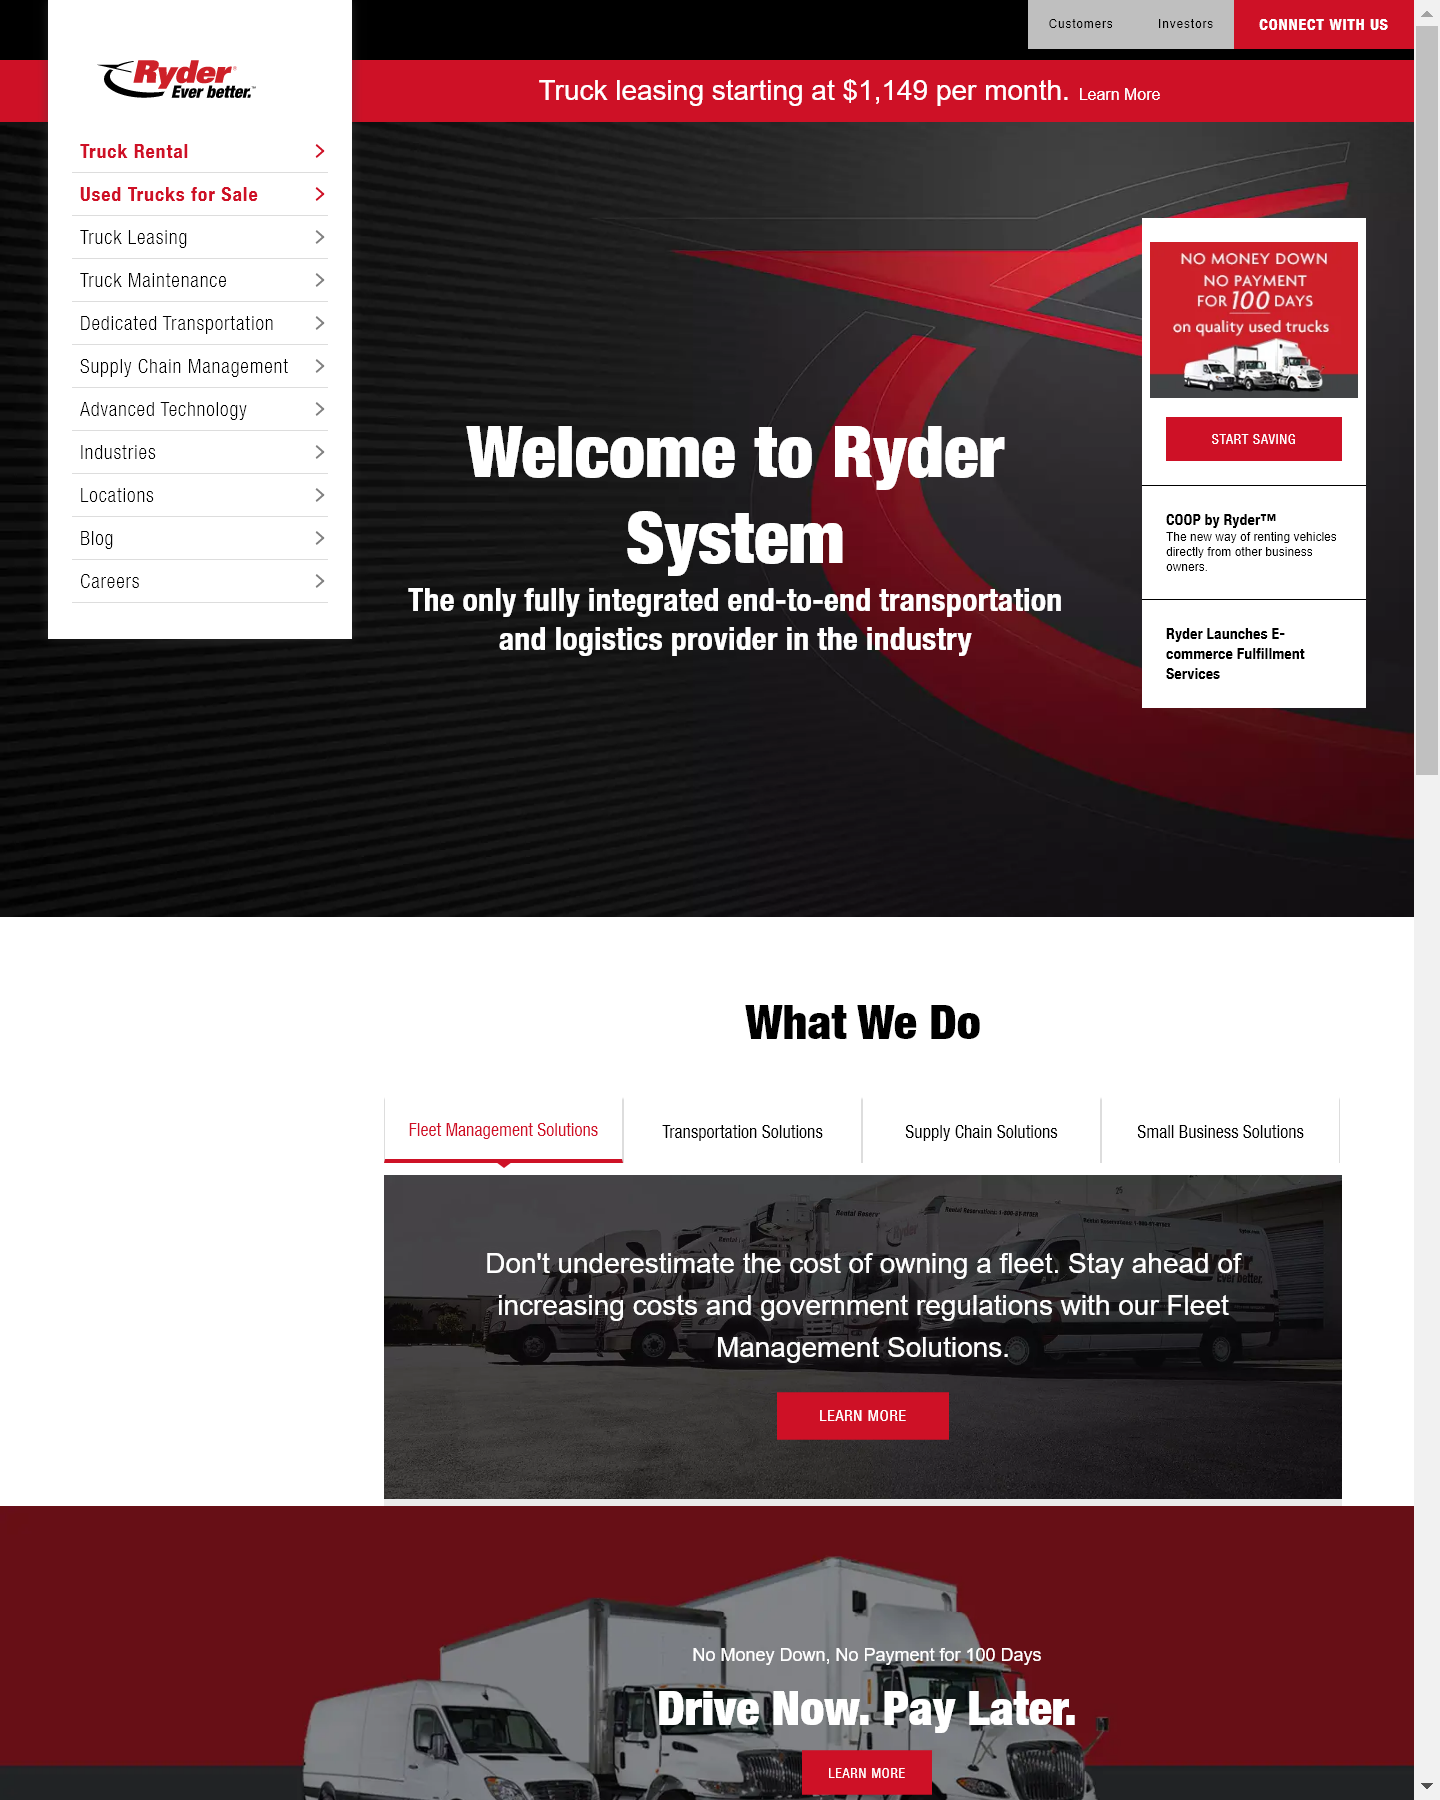 Customers
Investors
CONNECT WITH US
Ryder
Ever better.™
Truck leasing starting at $1,149 per month. Learn More
Truck Rental
Used Trucks for Sale
Truck Leasing
Truck Maintenance
Dedicated Transportation
Supply Chain Management
Advanced Technology
Industries
Locations
Blog
Careers
Welcome to Ryder
System
The only fully integrated end-to-end transportation
and logistics provider in the industry
NO MONEY DOWN
NO PAYMENT
FOR 100 DAYS
on quality used trucks
START SAVING
COOP by Ryder™
The new way of renting vehicles
directly from other business
owners.
Ryder Launches E-
commerce Fulfillment
Services
What We Do
Fleet Management Solutions
Transportation Solutions
Supply Chain Solutions
Small Business Solutions
Don't underestimate the cost of owning a fleet. Stay ahead of
increasing costs and government regulations with our Fleet
Management Solutions.
LEARN MORE
No Money Down, No Payment for 100 Days
Drive Now. Pay Later.
LEARN MORE